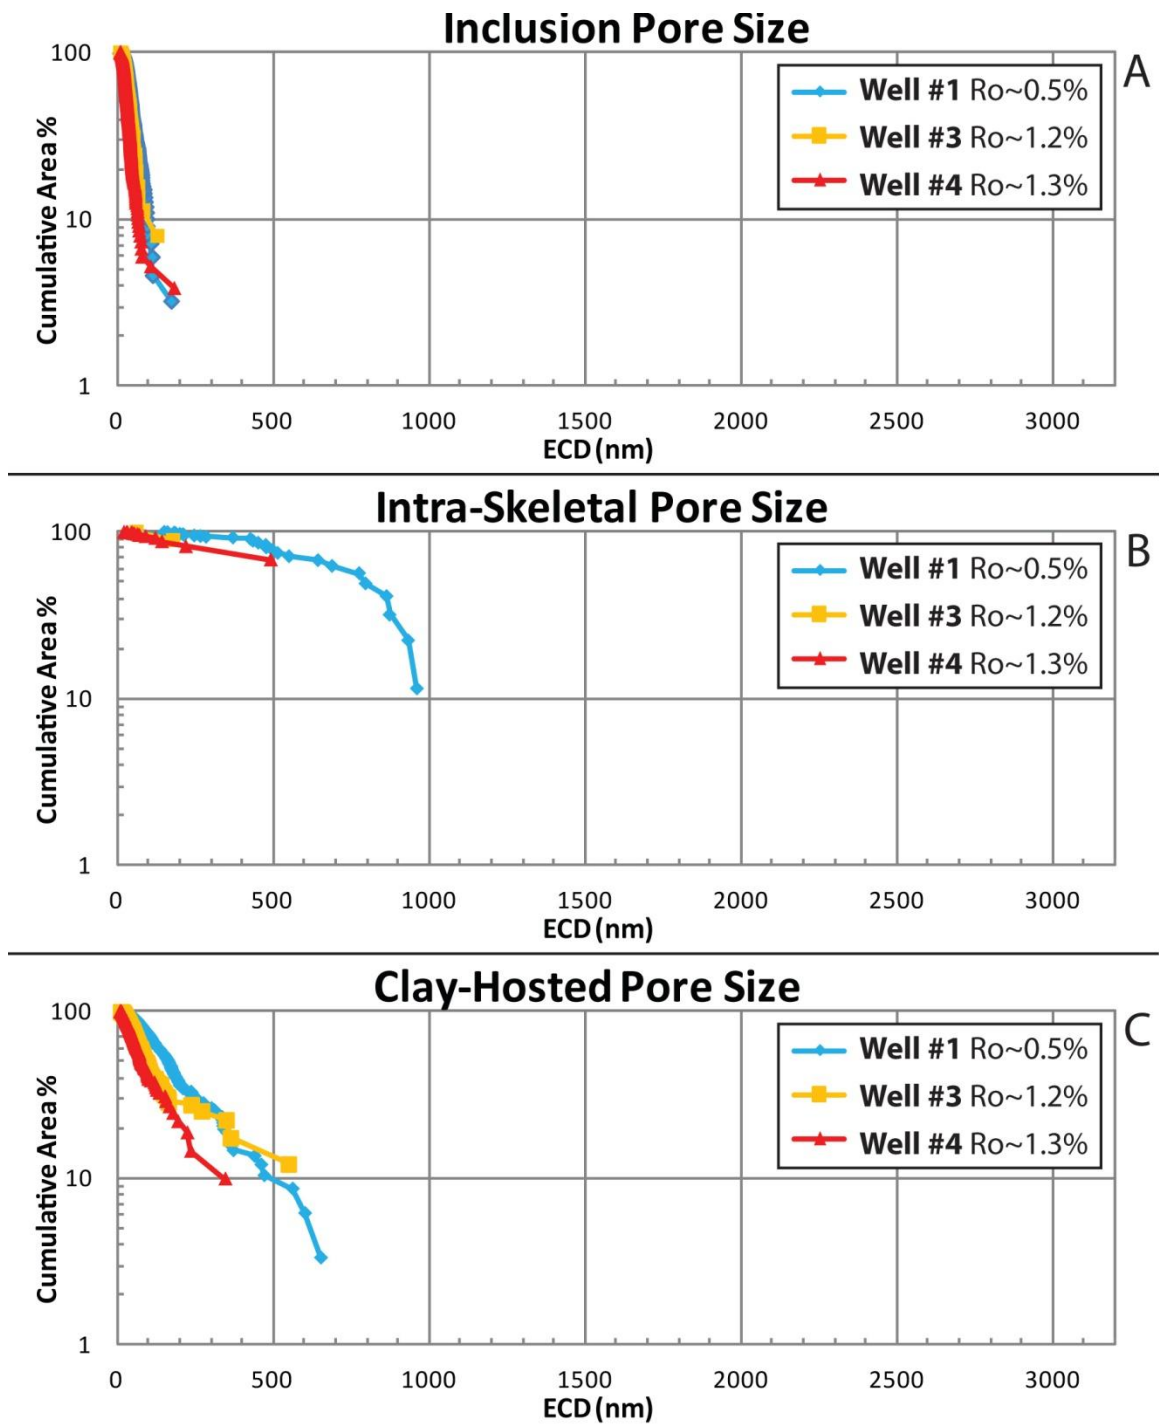 Inclusion Pore Size
A
100
10
1
Cumulative Area %
Well #1 Ro~0.5%
Well #3 Ro~1.2%
Well #4 Ro~1.3%
0 500 1000 1500 2000 2500 3000
ECD (nm)
Intra-Skeletal Pore Size
B
100
10
1
Cumulative Area %
Well #1 Ro~0.5%
Well #3 Ro~1.2%
Well #4 Ro~1.3%
0 500 1000 1500 2000 2500 3000
ECD (nm)
Clay-Hosted Pore Size
C
100
10
1
Cumulative Area %
Well #1 Ro~0.5%
Well #3 Ro~1.2%
Well #4 Ro~1.3%
0 500 1000 1500 2000 2500 3000
ECD (nm)